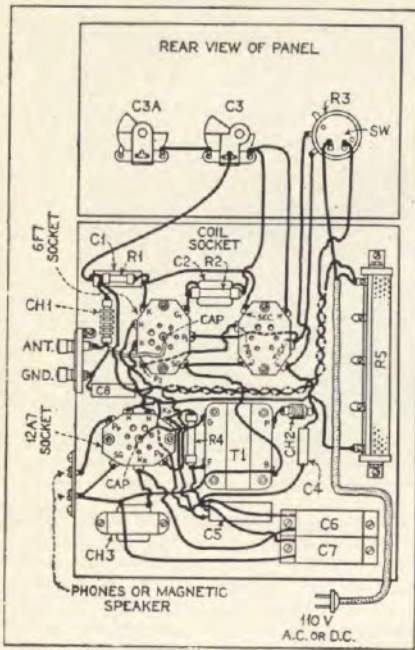 REAR VIEW OF PANEL
C3A
C3
R3
SW
6F7
SOCKET
C1
R1
COIL
SOCKET
C2
R2
CH1
CAP
SEC.
ANT.
GND.
C8
R5
12A7
SOCKET
CAP
R4
T1
CH2
C4
C5
C6
C7
CH3
PHONES OR MAGNETIC
SPEAKER
110 V
A.C. OR D.C.